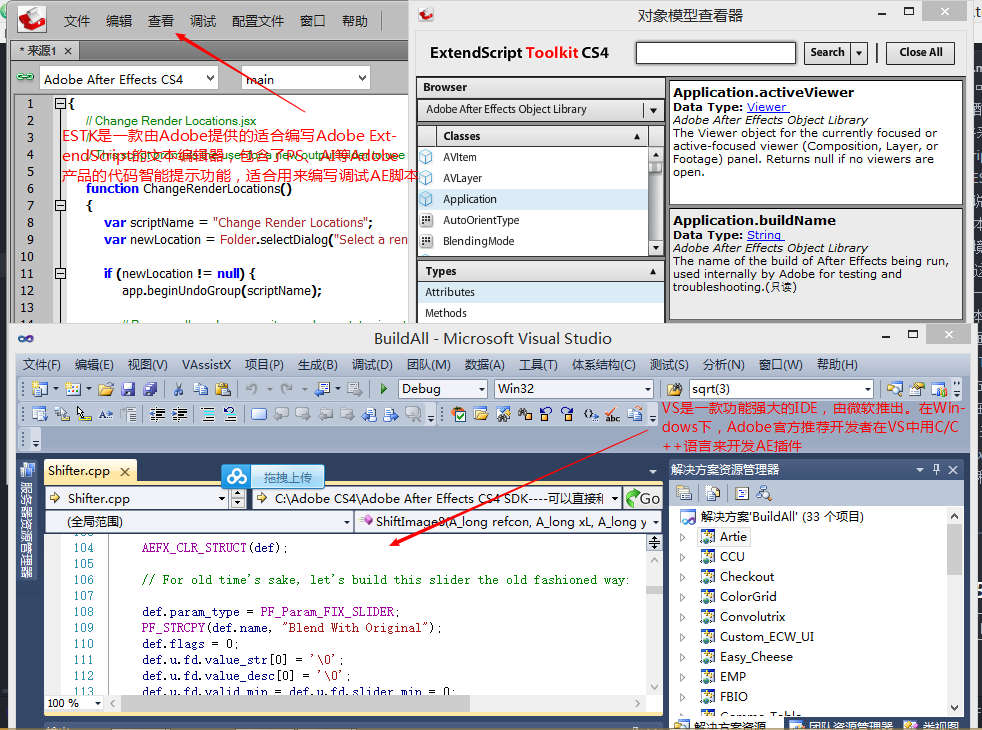 文件 编辑 查看 调试 配置文件 窗口 帮助
* 来源1 ×
Adobe After Effects CS4
main
1 {
2 // Change Render Locations.jsx
3
4
5
6 function ChangeRenderLocations()
7 {
8 var scriptName = "Change Render Locations";
9 var newLocation = Folder.selectDialog("Select a ren
10
11 if (newLocation != null) {
12 app.beginUndoGroup(scriptName);
13
ESTK是一款由Adobe提供的适合编写Adobe Ext-
endScript的文本编辑器，包含了PS、AI等Adobe
产品的代码智能提示功能，适合用来编写调试AE脚本
对象模型查看器
ExtendScript Toolkit CS4
Search
Close All
Browser
Adobe After Effects Object Library
Classes
AVItem
AVLayer
Application
AutoOrientType
BlendingMode
Types
Attributes
Methods
Application.activeViewer
Data Type: Viewer
Adobe After Effects Object Library
The Viewer object for the currently focused or
active-focused viewer (Composition, Layer, or
Footage) panel. Returns null if no viewers are
open.
Application.buildName
Data Type: String
Adobe After Effects Object Library
The name of the build of After Effects being run,
used internally by Adobe for testing and
troubleshooting.(只读)
BuildAll - Microsoft Visual Studio
文件(F) 编辑(E) 视图(V) VAssistX 项目(P) 生成(B) 调试(D) 团队(M) 数据(A) 工具(T) 体系结构(C) 测试(S) 分析(N) 窗口(W) 帮助(H)
Debug
Win32
sqrt(3)
VS是一款功能强大的IDE，由微软推出。在Win-
dows下，Adobe官方推荐开发者在VS中用C/C
++语言来开发AE插件
服务器资源管理器
Shifter.cpp ×
拖拽上传
Shifter.cpp
C:\Adobe CS4\Adobe After Effects CS4 SDK----可以直接利
Go
(全局范围)
ShiftImage8(A_long refcon, A_long xL, A_long y
104 AEFX_CLR_STRUCT(def);
105
106 // For old time's sake, let's build this slider the old fashioned way:
107
108 def.param_type = PF_Param_FIX_SLIDER;
109 PF_STRCPY(def.name, "Blend With Original");
110 def.flags = 0;
111 def.u.fd.value_str[0] = '\0';
112 def.u.fd.value_desc[0] = '\0';
113 def.u.fd.valid_min = def.u.fd.slider_min = 0;
100 %
解决方案资源管理器
解决方案'BuildAll' (33 个项目)
Artie
CCU
Checkout
ColorGrid
Convolutrix
Custom_ECW_UI
Easy_Cheese
EMP
FBIO
解决方案资源...
团队资源管理器
类视图